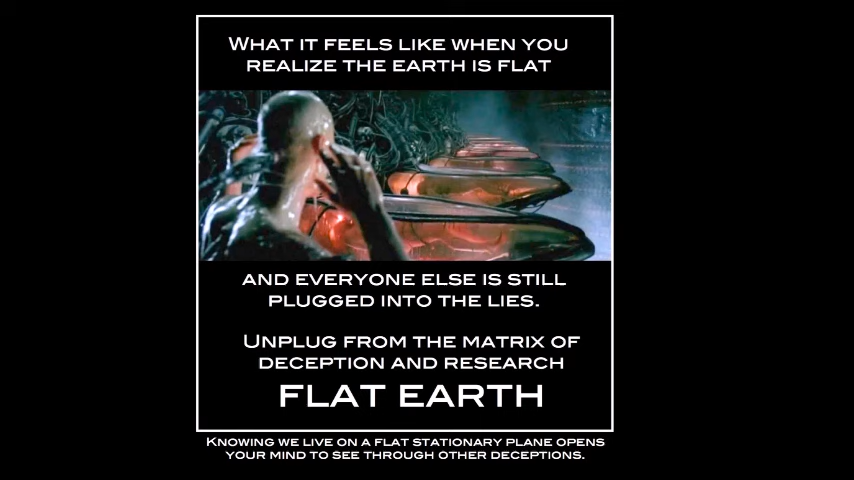 What it feels like when you
realize the earth is flat
and everyone else is still
plugged into the lies.
Unplug from the matrix of
deception and research
FLAT EARTH
Knowing we live on a flat stationary plane opens
your mind to see through other deceptions.